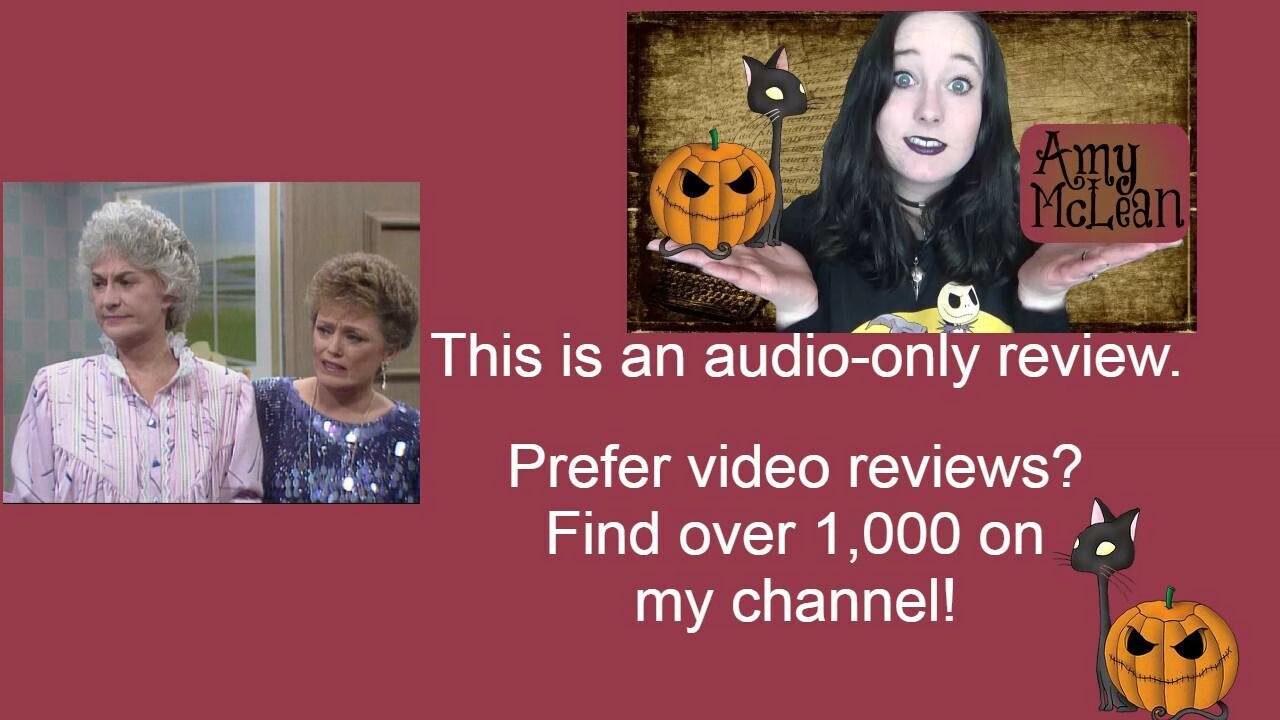 Amy
McLean
This is an audio-only review.
Prefer video reviews?
Find over 1,000 on
my channel!